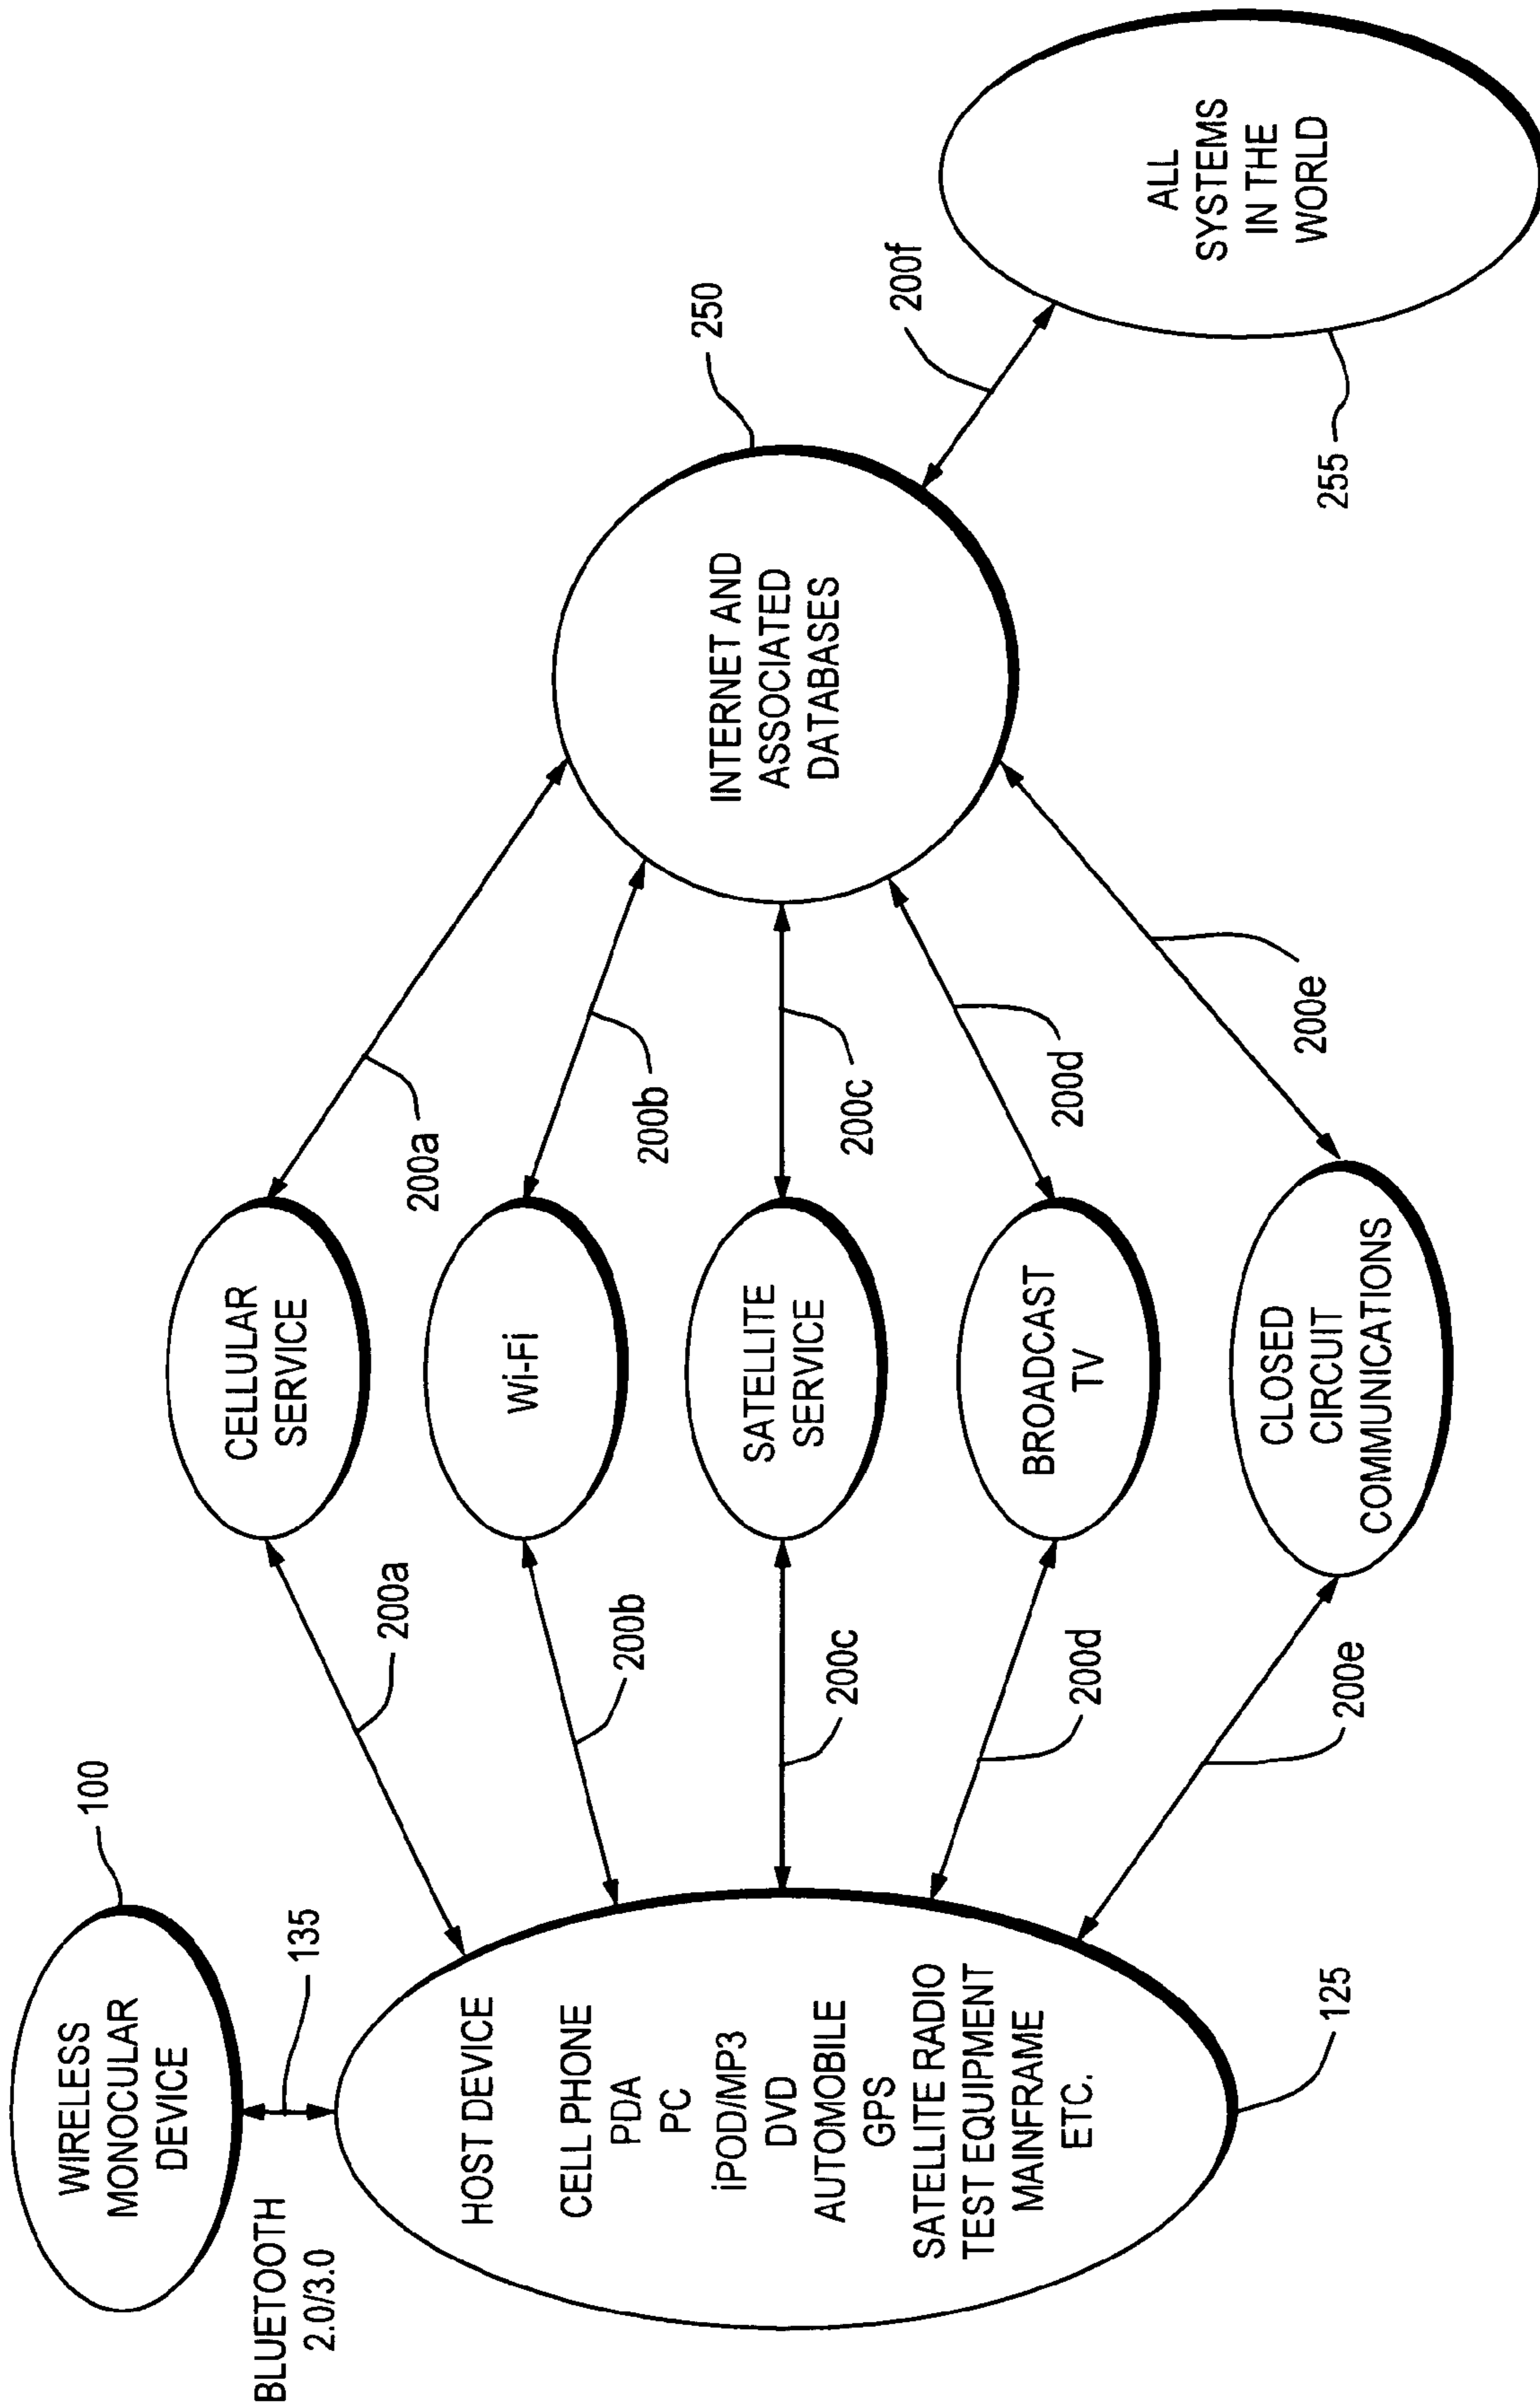 WIRELESS
MONOCULAR
DEVICE
100
BLUETOOTH
2.0/3.0
135
HOST DEVICE
CELL PHONE
PDA
PC
iPOD/MP3
DVD
AUTOMOBILE
GPS
SATELLITE RADIO
TEST EQUIPMENT
MAINFRAME
ETC.
125
200a
200b
200c
200d
200e
CELLULAR
SERVICE
Wi-Fi
SATELLITE
SERVICE
BROADCAST
TV
CLOSED
CIRCUIT
COMMUNICATIONS
200a
200b
200c
200d
200e
INTERNET AND
ASSOCIATED
DATABASES
250
200f
ALL
SYSTEMS
IN THE
WORLD
255